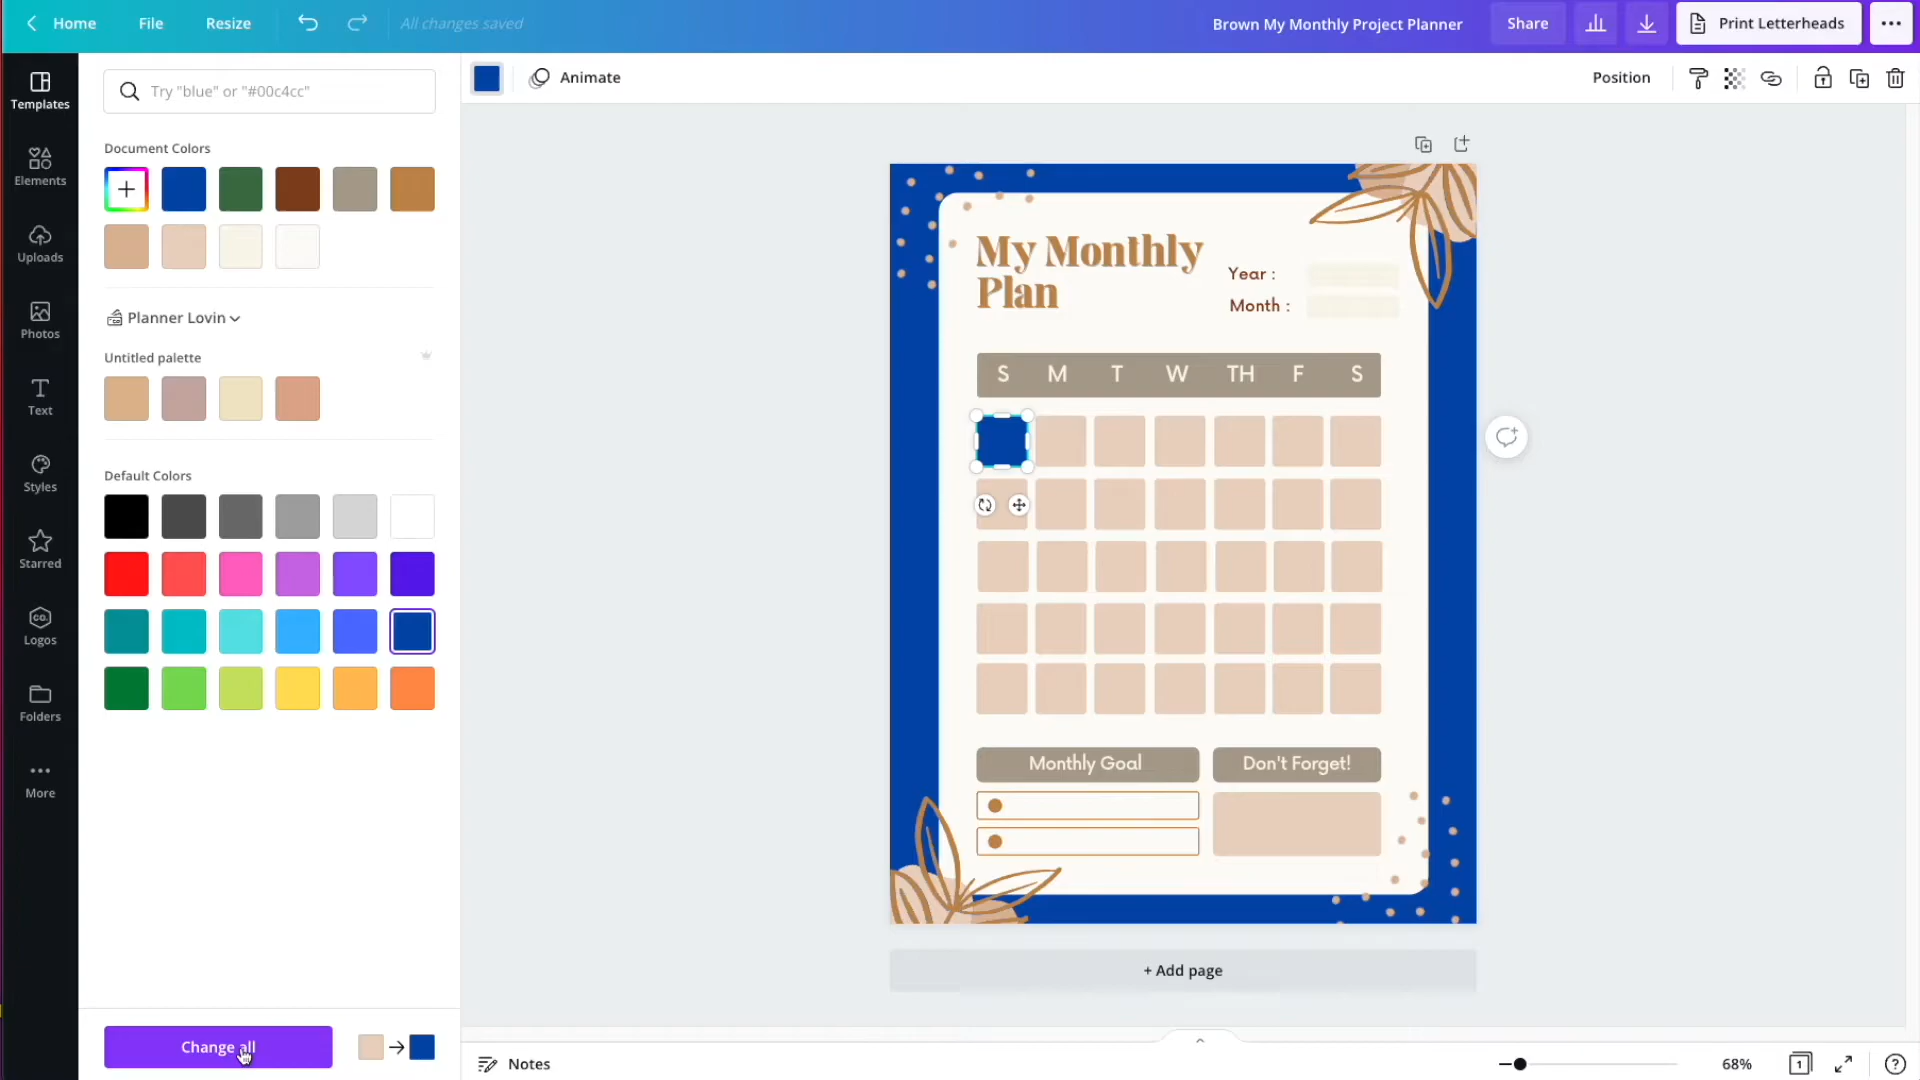 Home File Resize All changes saved Brown My Monthly Project Planner Share Print Letterheads
Templates
Elements
Uploads
Photos
Text
Styles
Starred
CO.
Logos
Folders
More
Try "blue" or "#00c4cc"
Document Colors
Planner Lovin
Untitled palette
Default Colors
Change all
Animate
Position
My Monthly
Plan
Year :
Month :
S M T W TH F S
Monthly Goal
Don't Forget!
+ Add page
Notes
68%
1
?